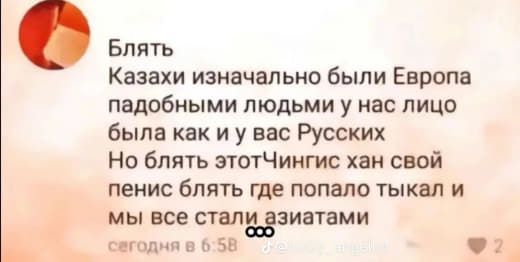 Блять
Казахи изначально были Европа
падобными людьми у нас лицо
была как и у вас Русских
Но блять этотЧингис хан свой
пенис блять где попало тыкал и
мы все стали азиатами
сегодня в 6:58
2